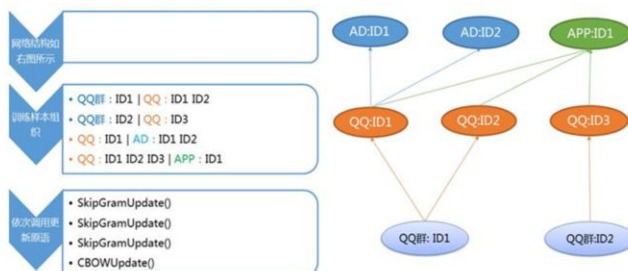 网络结构如
右图所示
训练样本组
织
• QQ群：ID1 | QQ：ID1 ID2
• QQ群：ID2 | QQ：ID3
• QQ：ID1 | AD：ID1 ID2
• QQ：ID1 ID2 ID3 | APP：ID1
依次调用更
新原语
• SkipGramUpdate()
• SkipGramUpdate()
• SkipGramUpdate()
• CBOWUpdate()
AD:ID1
AD:ID2
APP:ID1
QQ:ID1
QQ:ID2
QQ:ID3
QQ群: ID1
QQ群:ID2